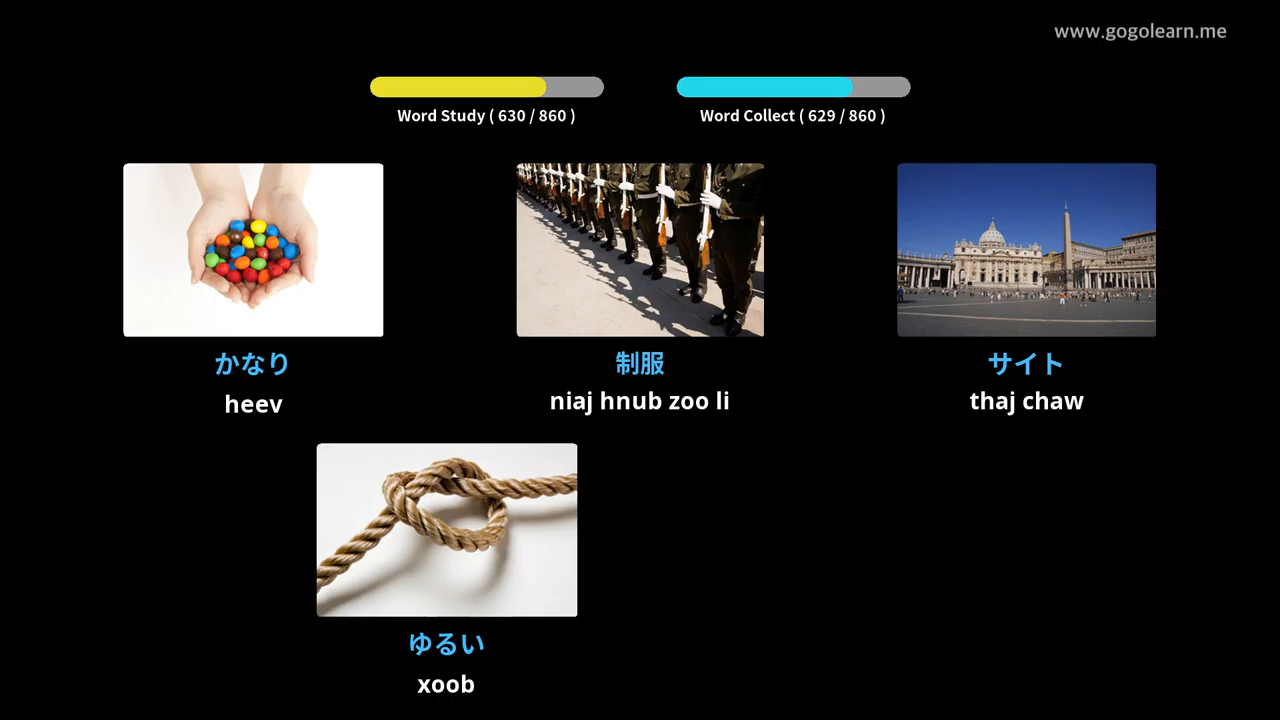 www.gogolearn.me
Word Study ( 630 / 860 )
Word Collect ( 629 / 860 )
かなり
heev
制服
niaj hnub zoo li
サイト
thaj chaw
ゆるい
xoob